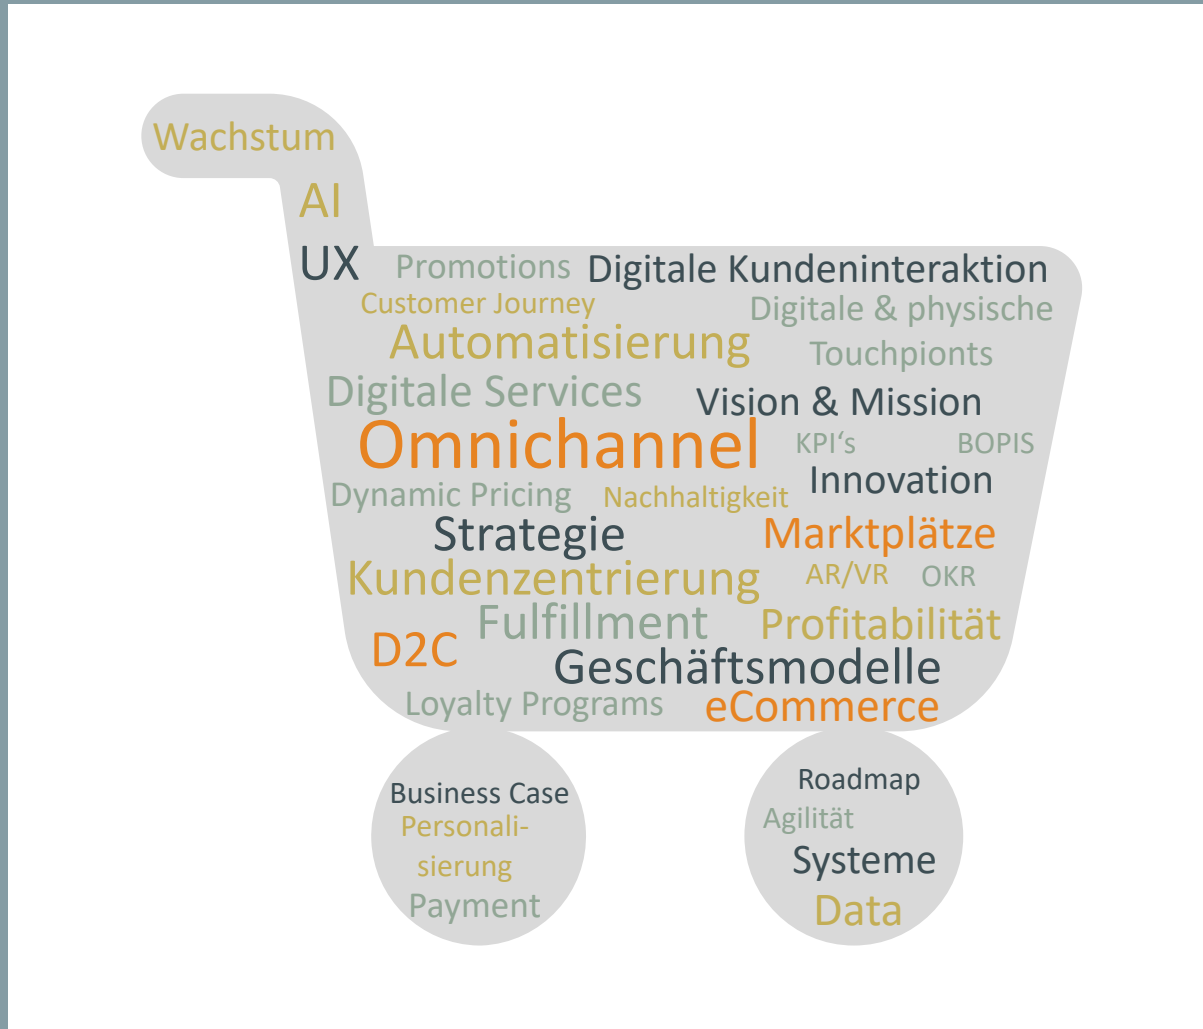 Wachstum
AI
UX
Promotions
Digitale Kundeninteraktion
Customer Journey
Digitale & physische
Touchpionts
Automatisierung
Digitale Services
Vision & Mission
Omnichannel
KPI‘s
BOPIS
Innovation
Dynamic Pricing
Nachhaltigkeit
Strategie
Marktplätze
Kundenzentrierung
AR/VR
OKR
Fulfillment
Profitabilität
D2C
Geschäftsmodelle
Loyalty Programs
eCommerce
Business Case
Personali-
sierung
Payment
Roadmap
Agilität
Systeme
Data